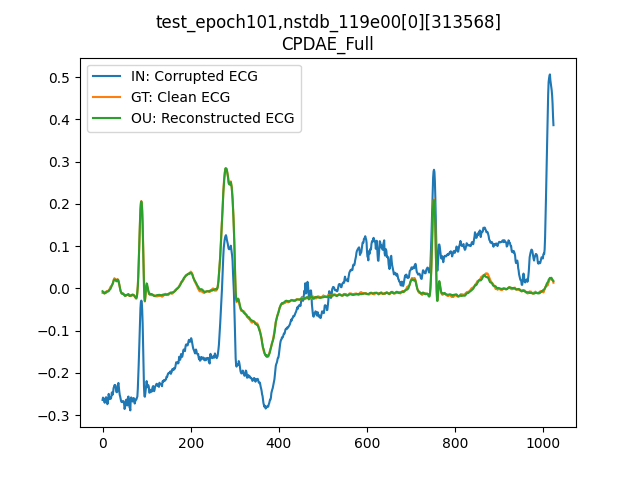 test_epoch101,nstdb_119e00[0][313568]
CPDAE_Full
IN: Corrupted ECG
GT: Clean ECG
OU: Reconstructed ECG
0.5
0.4
0.3
0.2
0.1
0.0
−0.1
−0.2
−0.3
0 200 400 600 800 1000